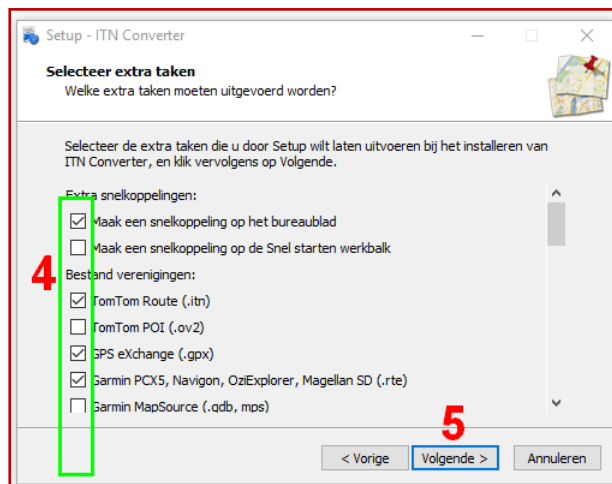 Setup - ITN Converter
Selecteer extra taken
Welke extra taken moeten uitgevoerd worden?
Selecteer de extra taken die u door Setup wilt laten uitvoeren bij het installeren van
ITN Converter, en klik vervolgens op Volgende.
Extra snelkoppelingen:
Maak een snelkoppeling op het bureaublad
Maak een snelkoppeling op de Snel starten werkbalk
4
Bestand verenigingen:
TomTom Route (.itn)
TomTom POI (.ov2)
GPS eXchange (.gpx)
Garmin PCX5, Navigon, OziExplorer, Magellan SD (.rte)
Garmin MapSource (.gdb, mps)
5
< Vorige Volgende > Annuleren